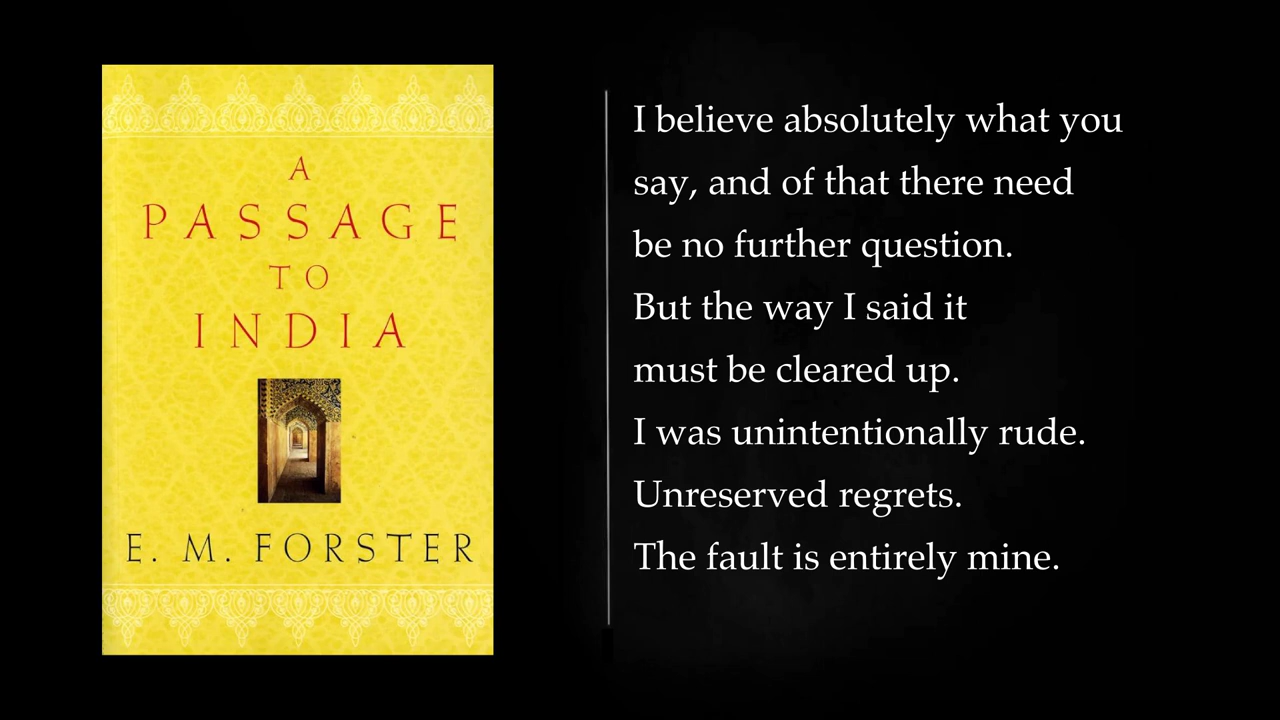 A
PASSAGE
TO
INDIA
E. M. FORSTER
I believe absolutely what you
say, and of that there need
be no further question.
But the way I said it
must be cleared up.
I was unintentionally rude.
Unreserved regrets.
The fault is entirely mine.